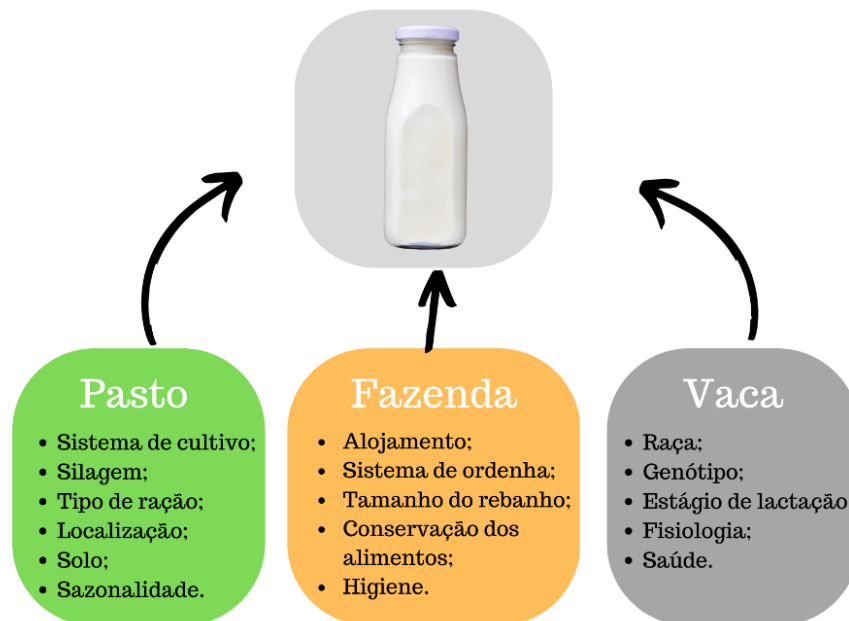 Pasto
• Sistema de cultivo;
• Silagem;
• Tipo de ração;
• Localização;
• Solo;
• Sazonalidade.
Fazenda
• Alojamento;
• Sistema de ordenha;
• Tamanho do rebanho;
• Conservação dos
alimentos;
• Higiene.
Vaca
• Raça;
• Genótipo;
• Estágio de lactação
• Fisiologia;
• Saúde.